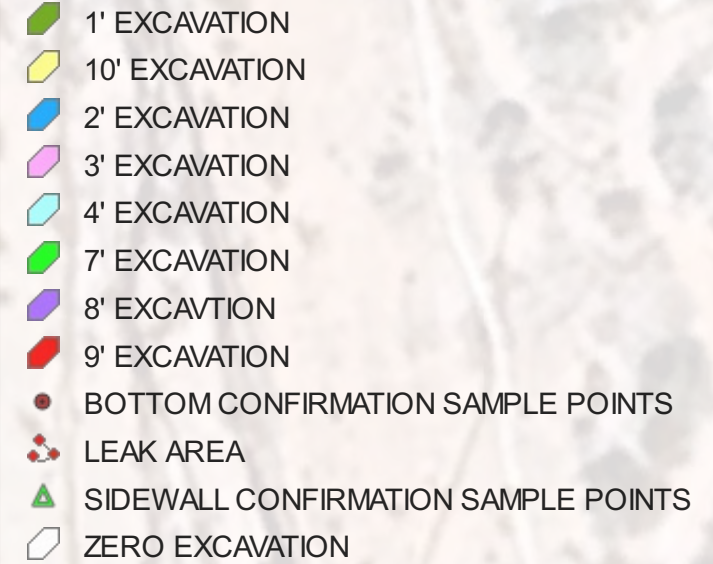 1' EXCAVATION
10' EXCAVATION
2' EXCAVATION
3' EXCAVATION
4' EXCAVATION
7' EXCAVATION
8' EXCAVTION
9' EXCAVATION
BOTTOM CONFIRMATION SAMPLE POINTS
LEAK AREA
SIDEWALL CONFIRMATION SAMPLE POINTS
ZERO EXCAVATION